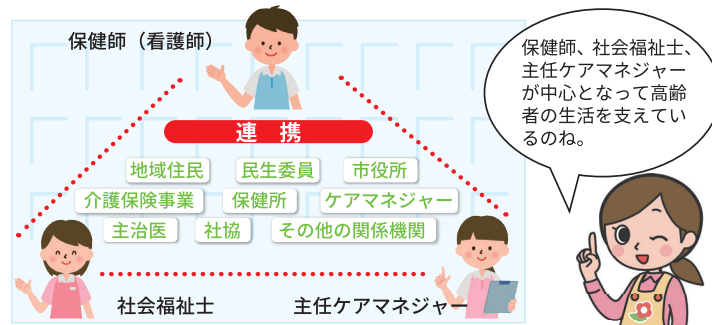 保健師（看護師）
連　携
地域住民　民生委員　市役所
介護保険事業　保健所　ケアマネジャー
主治医　社協　その他の関係機関
社会福祉士　主任ケアマネジャー
保健師、社会福祉士、
主任ケアマネジャー
が中心となって高齢
者の生活を支えてい
るのね。